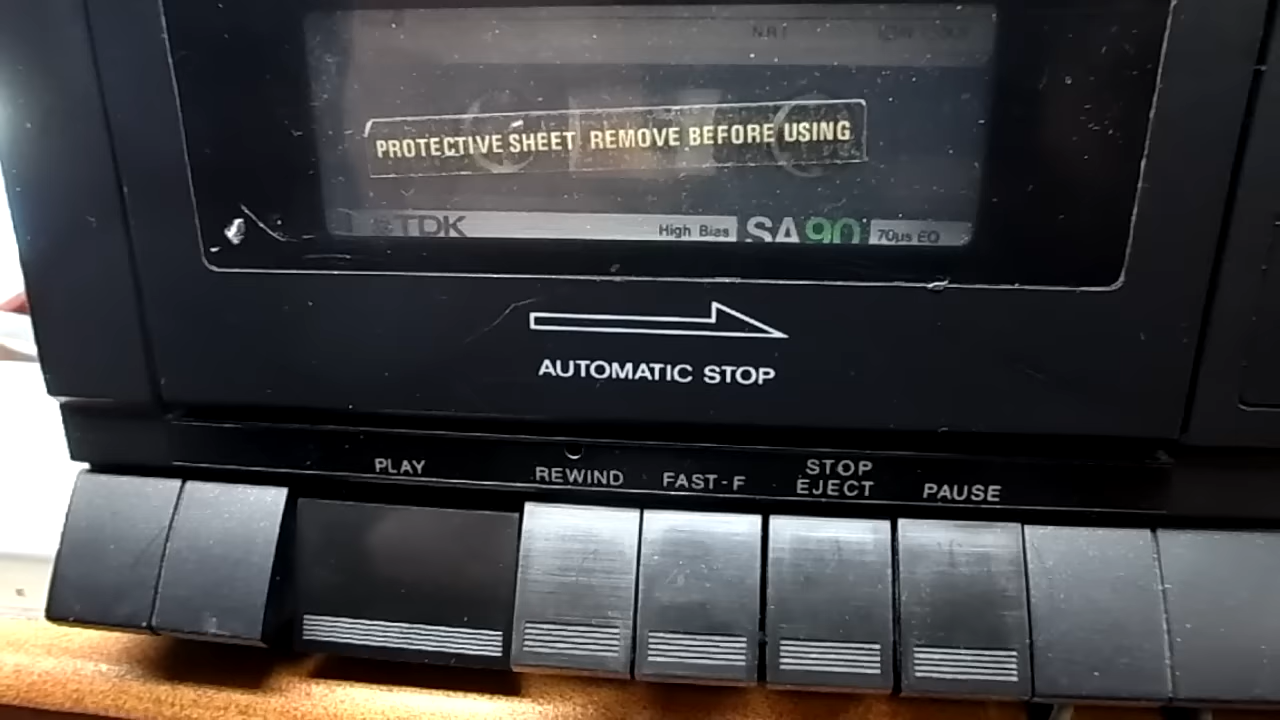 PROTECTIVE SHEET REMOVE BEFORE USING
TDK High Bias SA90 70µs EQ
AUTOMATIC STOP
PLAY REWIND FAST-F STOP EJECT PAUSE